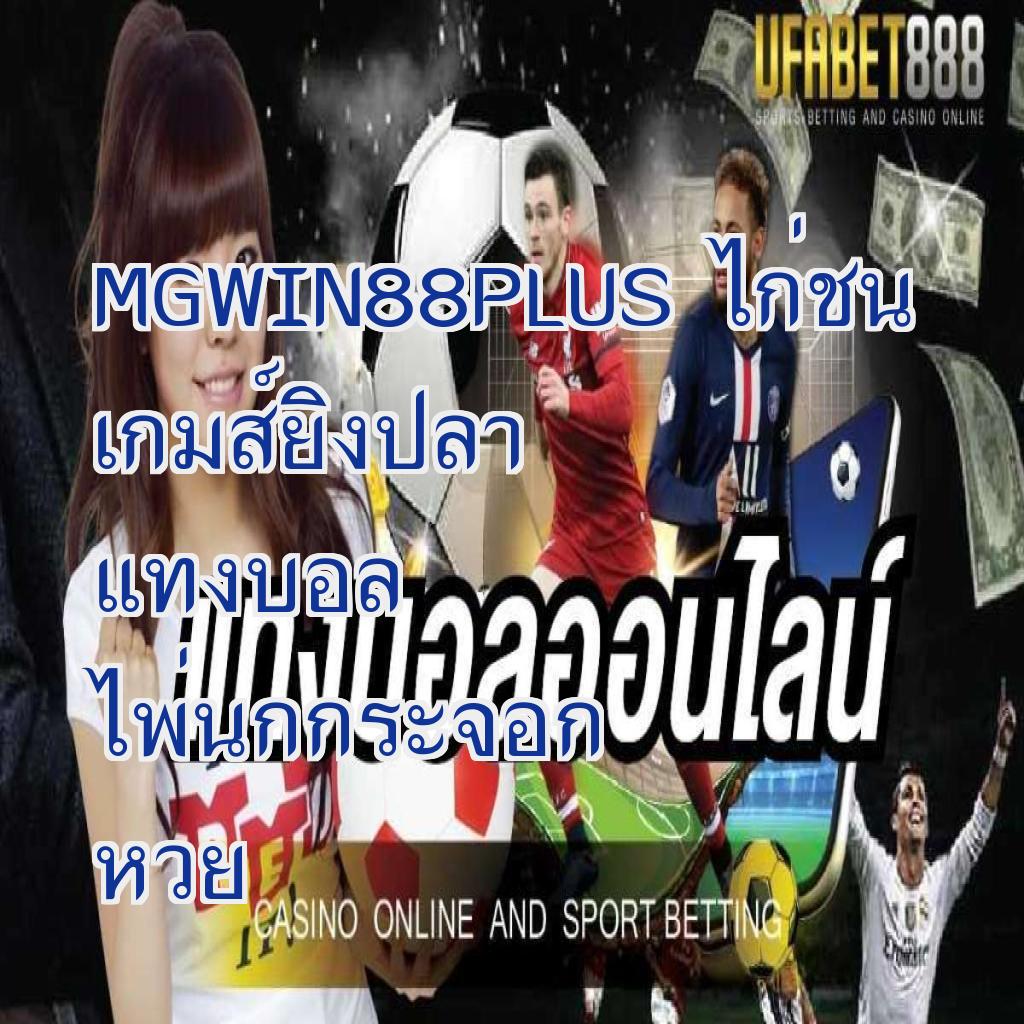 UFABET888
SPORTS BETTING AND CASINO ONLINE
MGWIN88PLUS ไก่ชน
เกมส์ยิงปลา
แทงบอล
แทงบอลออนไลน์
ไพ่นกกระจอก
หวย
CASINO ONLINE AND SPORT BETTING